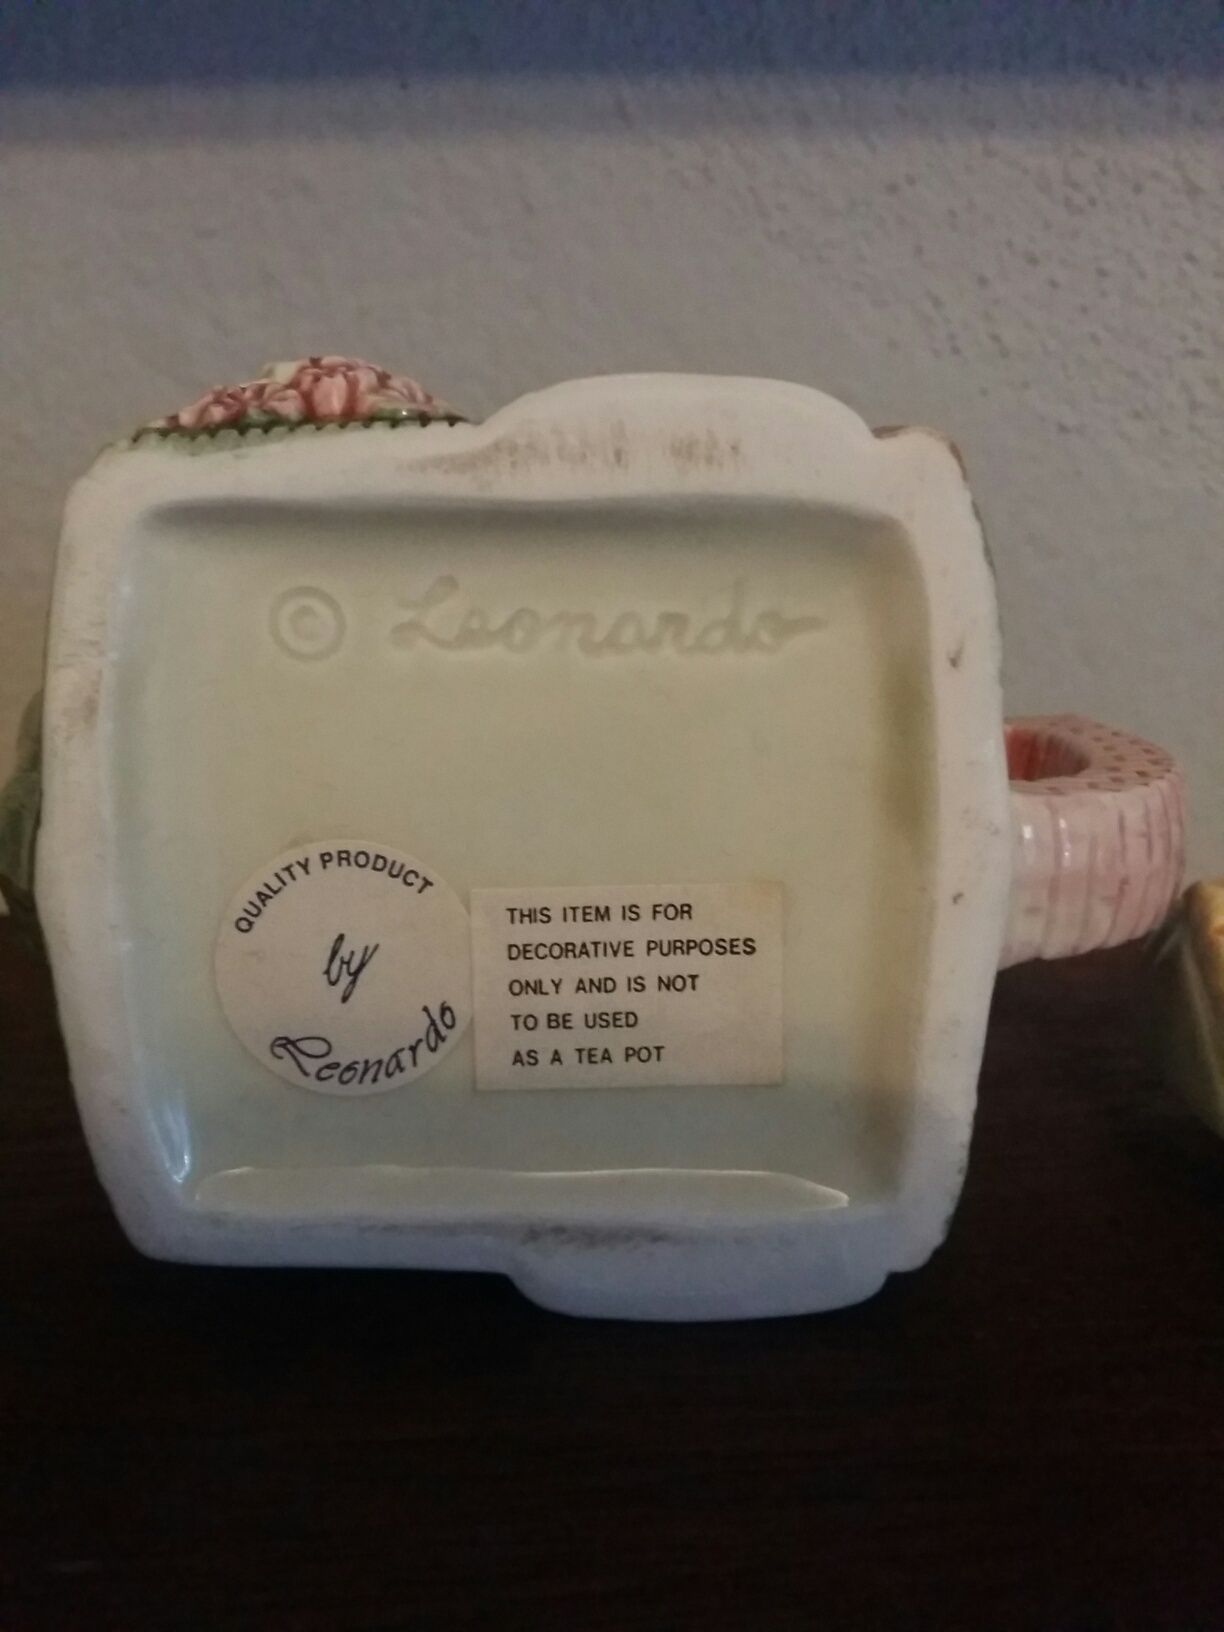 © Leonardo
QUALITY PRODUCT
by
Leonardo
THIS ITEM IS FOR
DECORATIVE PURPOSES
ONLY AND IS NOT
TO BE USED
AS A TEA POT